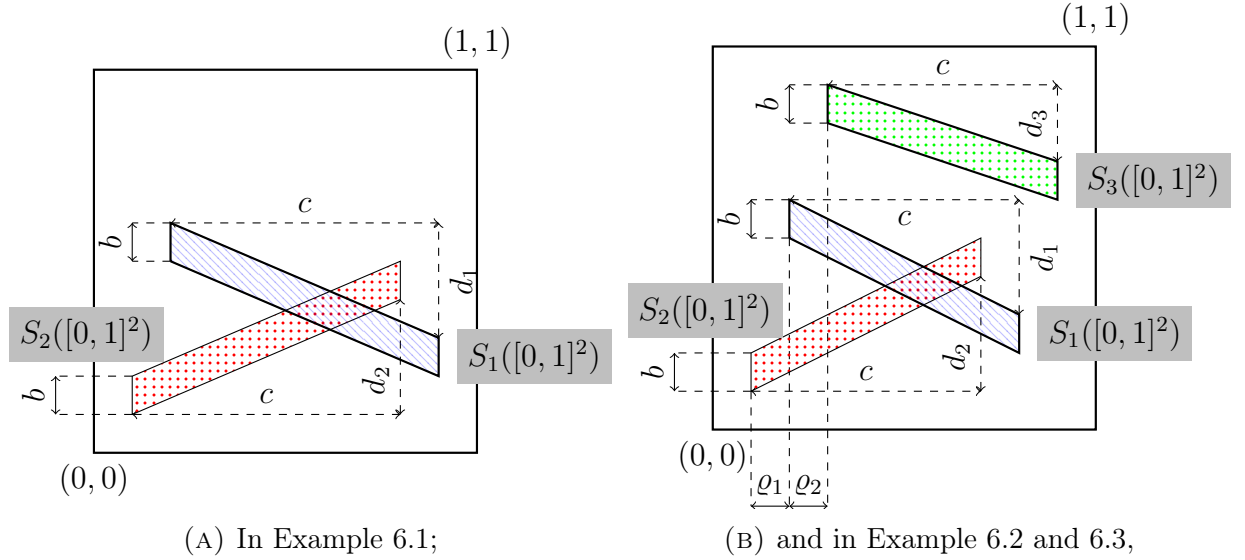 (1, 1)
c
b
d₁
S₂([0, 1]²)
S₁([0, 1]²)
b
c
d₂
(0, 0)
(A) In Example 6.1;
(1, 1)
c
b
d₃
S₃([0, 1]²)
c
b
d₁
S₂([0, 1]²)
S₁([0, 1]²)
d₂
b
c
(0, 0)
ϱ₁ ϱ₂
(B) and in Example 6.2 and 6.3,